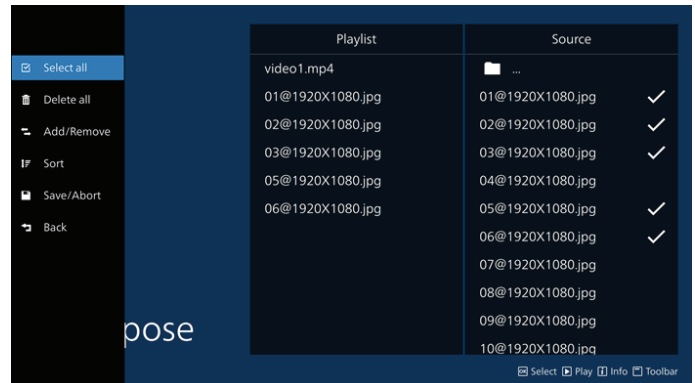 Select all
Delete all
Add/Remove
Sort
Save/Abort
Back
pose
Playlist
video1.mp4
01@1920X1080.jpg
02@1920X1080.jpg
03@1920X1080.jpg
05@1920X1080.jpg
06@1920X1080.jpg
Source
...
01@1920X1080.jpg
02@1920X1080.jpg
03@1920X1080.jpg
04@1920X1080.jpg
05@1920X1080.jpg
06@1920X1080.jpg
07@1920X1080.jpg
08@1920X1080.jpg
09@1920X1080.jpg
10@1920X1080.jpg
OK Select Play i Info Toolbar